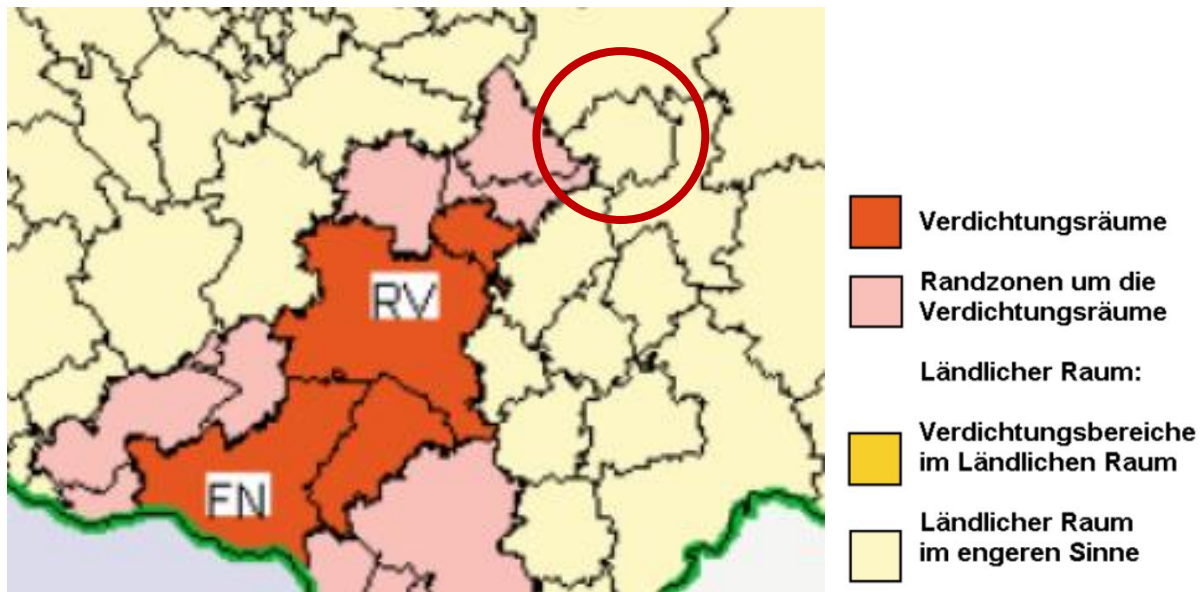 RV
FN
Verdichtungsräume
Randzonen um die
Verdichtungsräume
Ländlicher Raum:
Verdichtungsbereiche
im Ländlichen Raum
Ländlicher Raum
im engeren Sinne